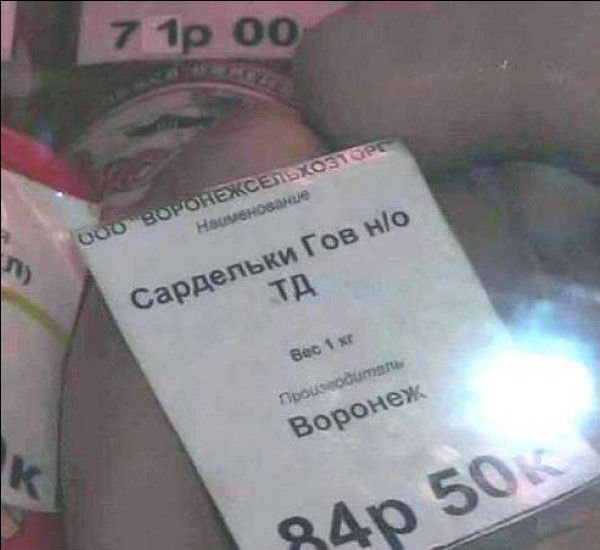 71р 00
ООО "ВОРОНЕЖСЕЛЬХОЗТОРГ
Наименование
Сардельки Гов н/о
ТД
Вес 1 кг
Производитель
Воронеж
84р 50к
л)
к